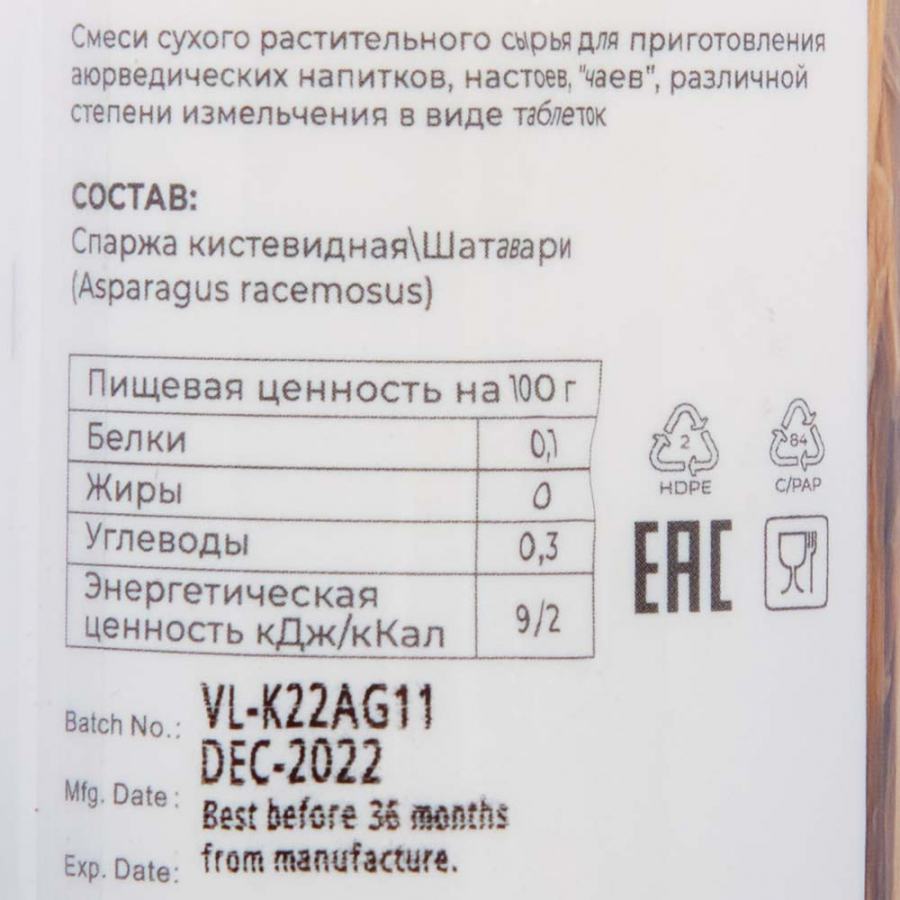 Смеси сухого растительного сырья для приготовления
аюрведических напитков, настоев, "чаев", различной
степени измельчения в виде таблеток
СОСТАВ:
Спаржа кистевидная\Шатавари
(Asparagus racemosus)
Пищевая ценность на 100 г
Белки 0,1
Жиры 0
Углеводы 0,3
Энергетическая
ценность кДж/кКал 9/2
2
HDPE
84
C/PAP
EAC
Batch No.: VL-K22AG11
Mfg. Date: DEC-2022
Exp. Date: Best before 36 months
from manufacture.